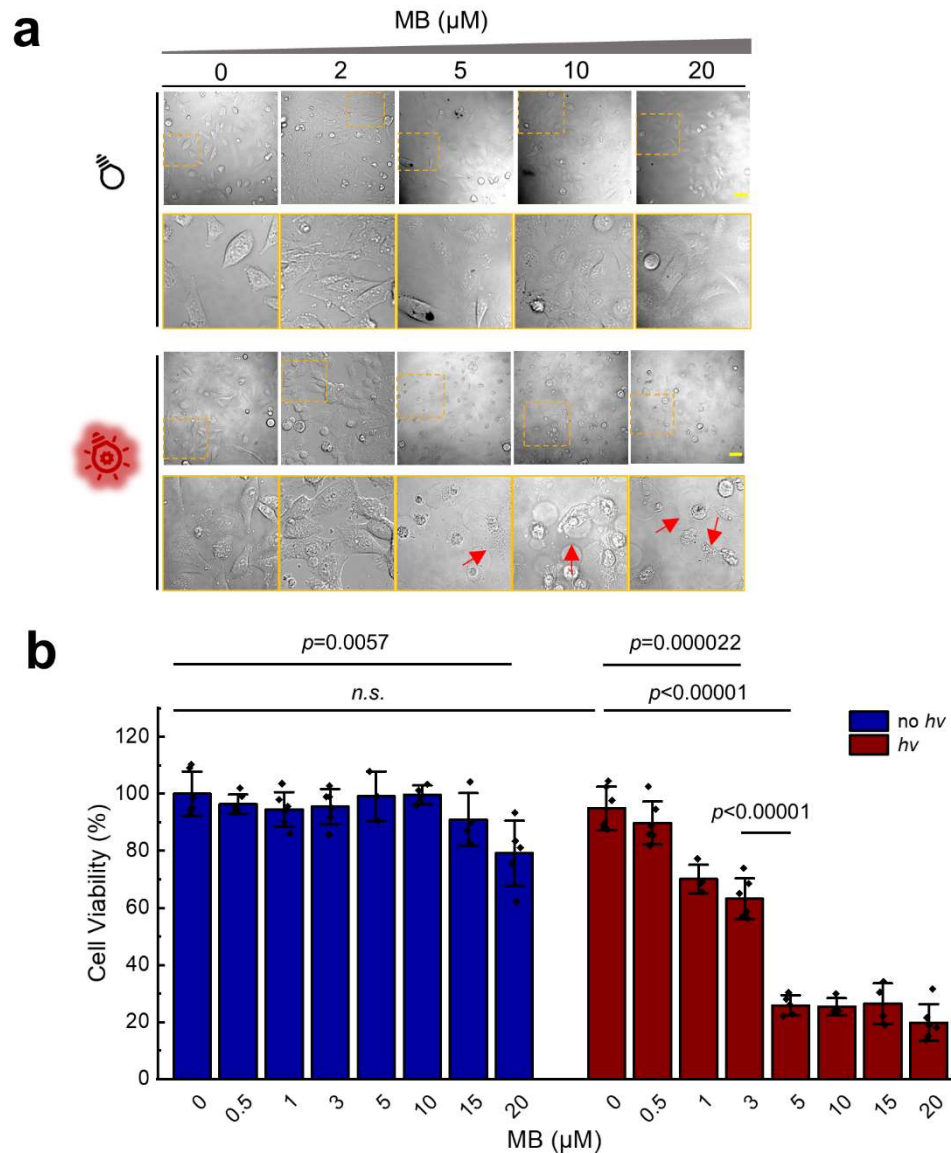 a
MB (µM)
0 2 5 10 20
b
p=0.0057
p=0.000022
n.s.
p<0.00001
no hv
hv
p<0.00001
Cell Viability (%)
120
100
80
60
40
20
0
0 0.5 1 3 5 10 15 20 0 0.5 1 3 5 10 15 20
MB (µM)